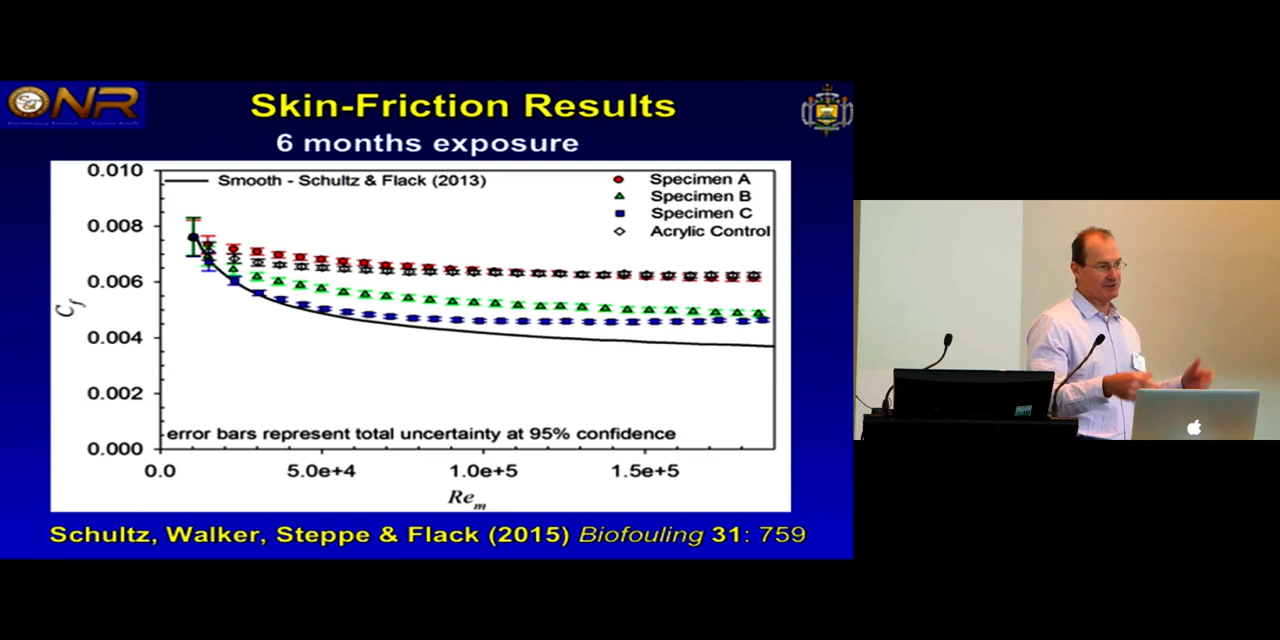 ONR
Skin-Friction Results
6 months exposure
0.010
0.008
0.006
0.004
0.002
0.000
C_f
Smooth - Schultz & Flack (2013)
Specimen A
Specimen B
Specimen C
Acrylic Control
error bars represent total uncertainty at 95% confidence
0.0 5.0e+4 1.0e+5 1.5e+5
Re_m
Schultz, Walker, Steppe & Flack (2015) Biofouling 31: 759